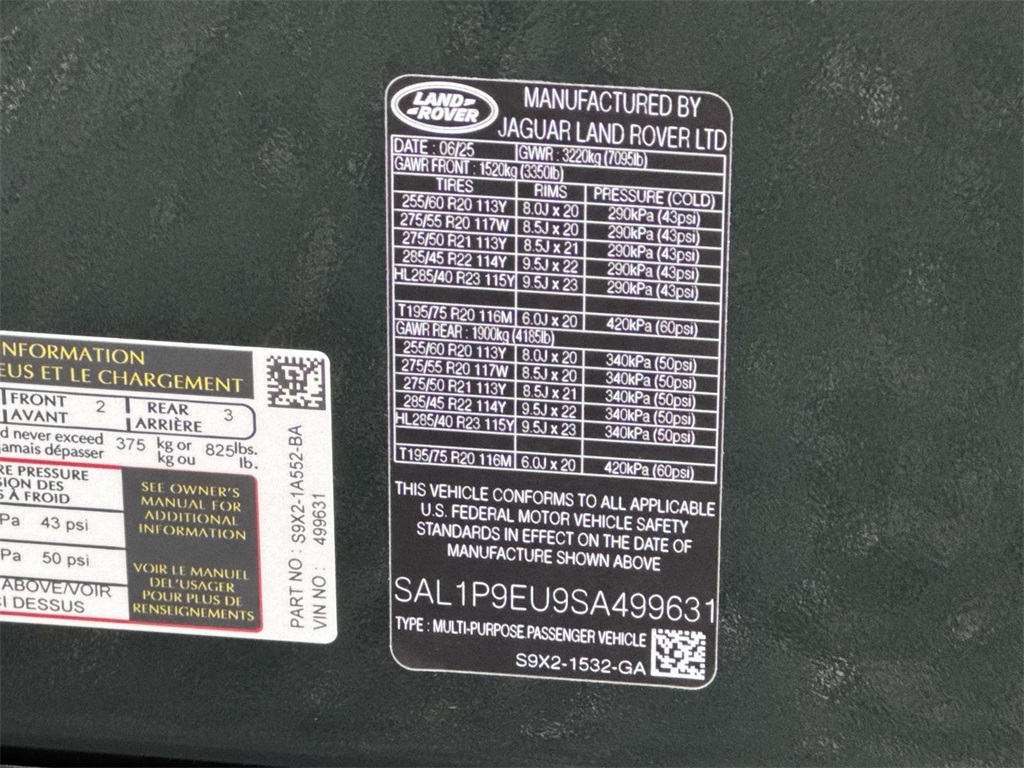 LAND-
-ROVER
MANUFACTURED BY
JAGUAR LAND ROVER LTD
DATE : 06/25 GVWR : 3220kg (7095lb)
GAWR FRONT : 1520kg (3350lb)
TIRES RIMS PRESSURE (COLD)
255/60 R20 113Y 8.0J x 20 290kPa (43psi)
275/55 R20 117W 8.5J x 20 290kPa (43psi)
275/50 R21 113Y 8.5J x 21 290kPa (43psi)
285/45 R22 114Y 9.5J x 22 290kPa (43psi)
HL285/40 R23 115Y 9.5J x 23 290kPa (43psi)
T195/75 R20 116M 6.0J x 20 420kPa (60psi)
GAWR REAR : 1900kg (4185lb)
255/60 R20 113Y 8.0J x 20 340kPa (50psi)
275/55 R20 117W 8.5J x 20 340kPa (50psi)
275/50 R21 113Y 8.5J x 21 340kPa (50psi)
285/45 R22 114Y 9.5J x 22 340kPa (50psi)
HL285/40 R23 115Y 9.5J x 23 340kPa (50psi)
T195/75 R20 116M 6.0J x 20 420kPa (60psi)
THIS VEHICLE CONFORMS TO ALL APPLICABLE
U.S. FEDERAL MOTOR VEHICLE SAFETY
STANDARDS IN EFFECT ON THE DATE OF
MANUFACTURE SHOWN ABOVE
SAL1P9EU9SA499631
TYPE : MULTI-PURPOSE PASSENGER VEHICLE
S9X2-1532-GA
NFORMATION
EUS ET LE CHARGEMENT
FRONT 2 REAR 3
AVANT ARRIÈRE
d never exceed 375 kg or 825lbs.
jamais dépasser kg ou lb.
RE PRESSURE
SION DES
S À FROID
Pa 43 psi
Pa 50 psi
ABOVE/VOIR
CI DESSUS
SEE OWNER'S
MANUAL FOR
ADDITIONAL
INFORMATION
VOIR LE MANUEL
DEL'USAGER
POUR PLUS DE
RENSEIGNEMENTS
PART NO : S9X2-1A552-BA
VIN NO : 499631